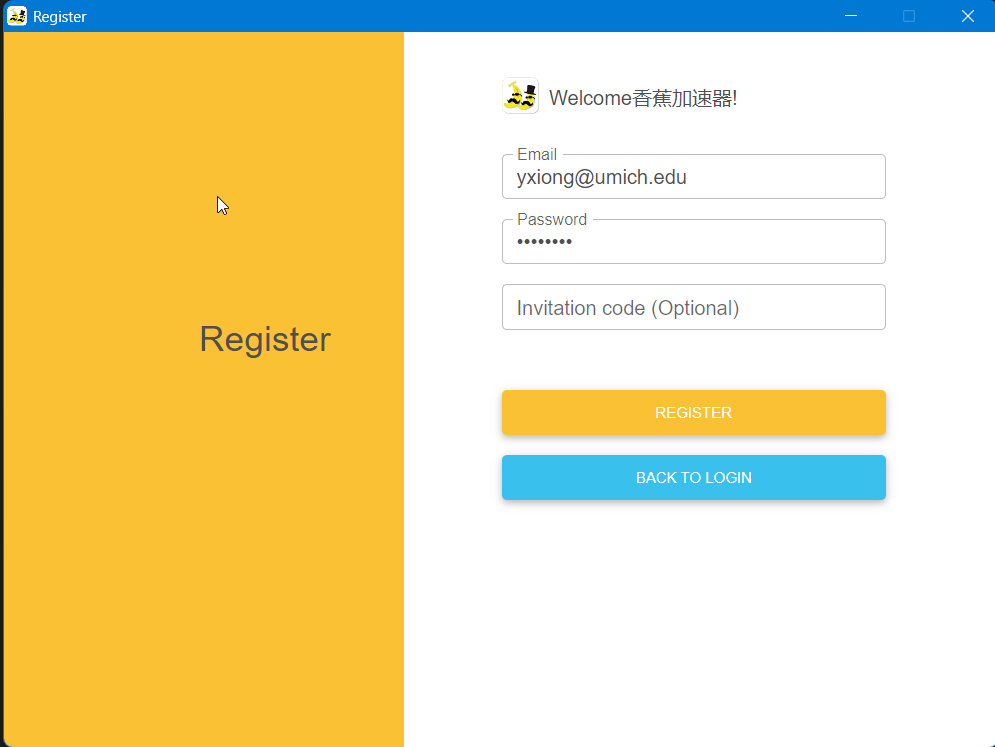 Register
Welcome香蕉加速器!
Email
yxiong@umich.edu
Password
••••••••
Invitation code (Optional)
Register
REGISTER
BACK TO LOGIN